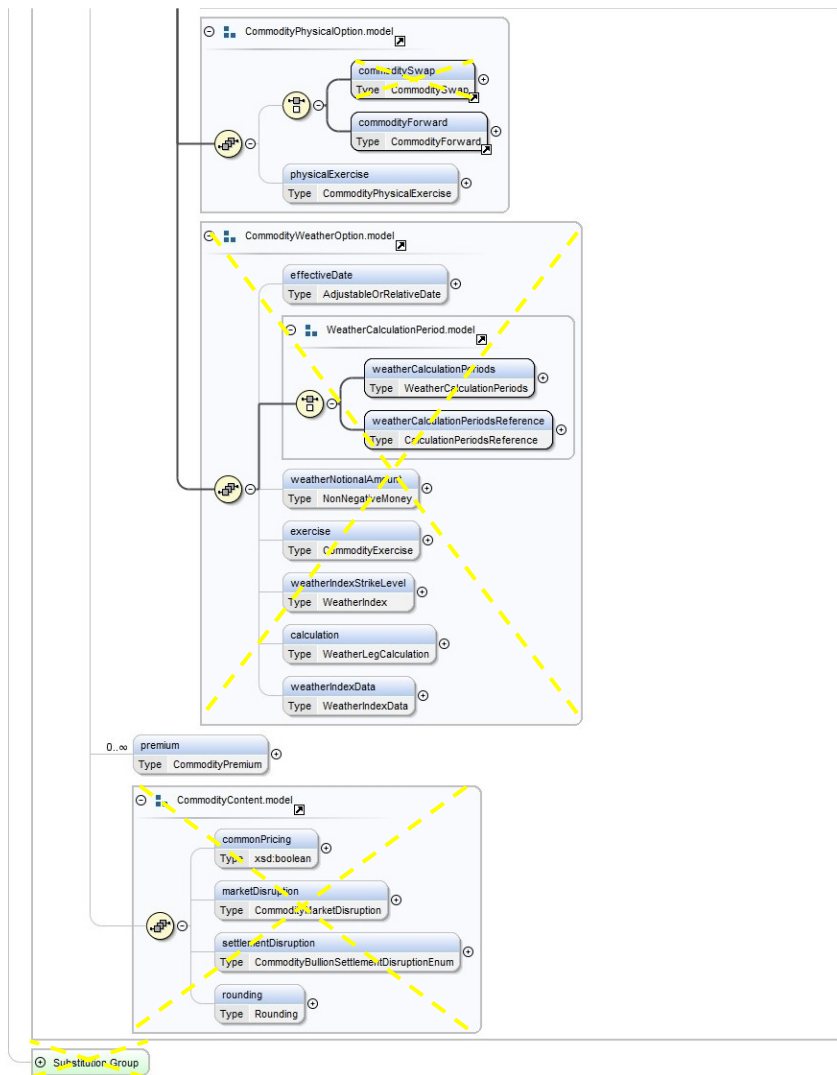 CommodityPhysicalOption.model
commoditySwap
Type CommoditySwap
commodityForward
Type CommodityForward
physicalExercise
Type CommodityPhysicalExercise
CommodityWeatherOption.model
effectiveDate
Type AdjustableOrRelativeDate
WeatherCalculationPeriod.model
weatherCalculationPeriods
Type WeatherCalculationPeriods
weatherCalculationPeriodsReference
Type CalculationPeriodsReference
weatherNotionalAmount
Type NonNegativeMoney
exercise
Type CommodityExercise
weatherIndexStrikeLevel
Type WeatherIndex
calculation
Type WeatherLegCalculation
weatherIndexData
Type WeatherIndexData
0..∞ premium
Type CommodityPremium
CommodityContent.model
commonPricing
Type xsd:boolean
marketDisruption
Type CommodityMarketDisruption
settlementDisruption
Type CommodityBullionSettlementDisruptionEnum
rounding
Type Rounding
Substitution Group